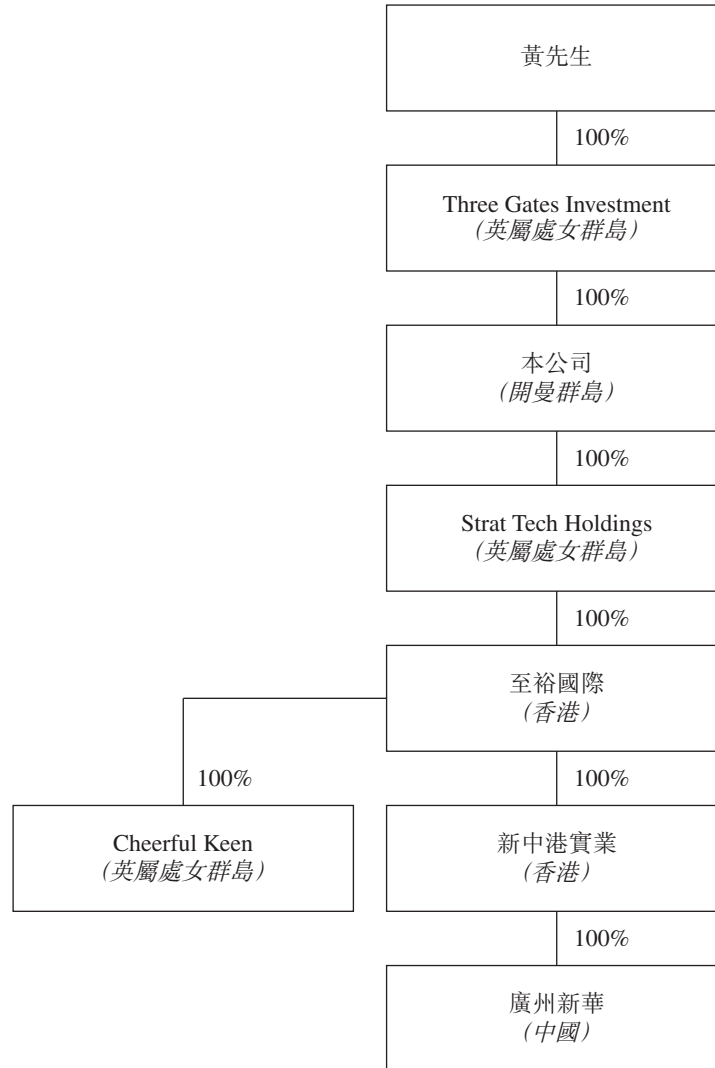 黃先生
100%
Three Gates Investment
(英屬處女群島)
100%
本公司
(開曼群島)
100%
Strat Tech Holdings
(英屬處女群島)
100%
至裕國際
(香港)
100%
100%
Cheerful Keen
(英屬處女群島)
新中港實業
(香港)
100%
廣州新華
(中國)